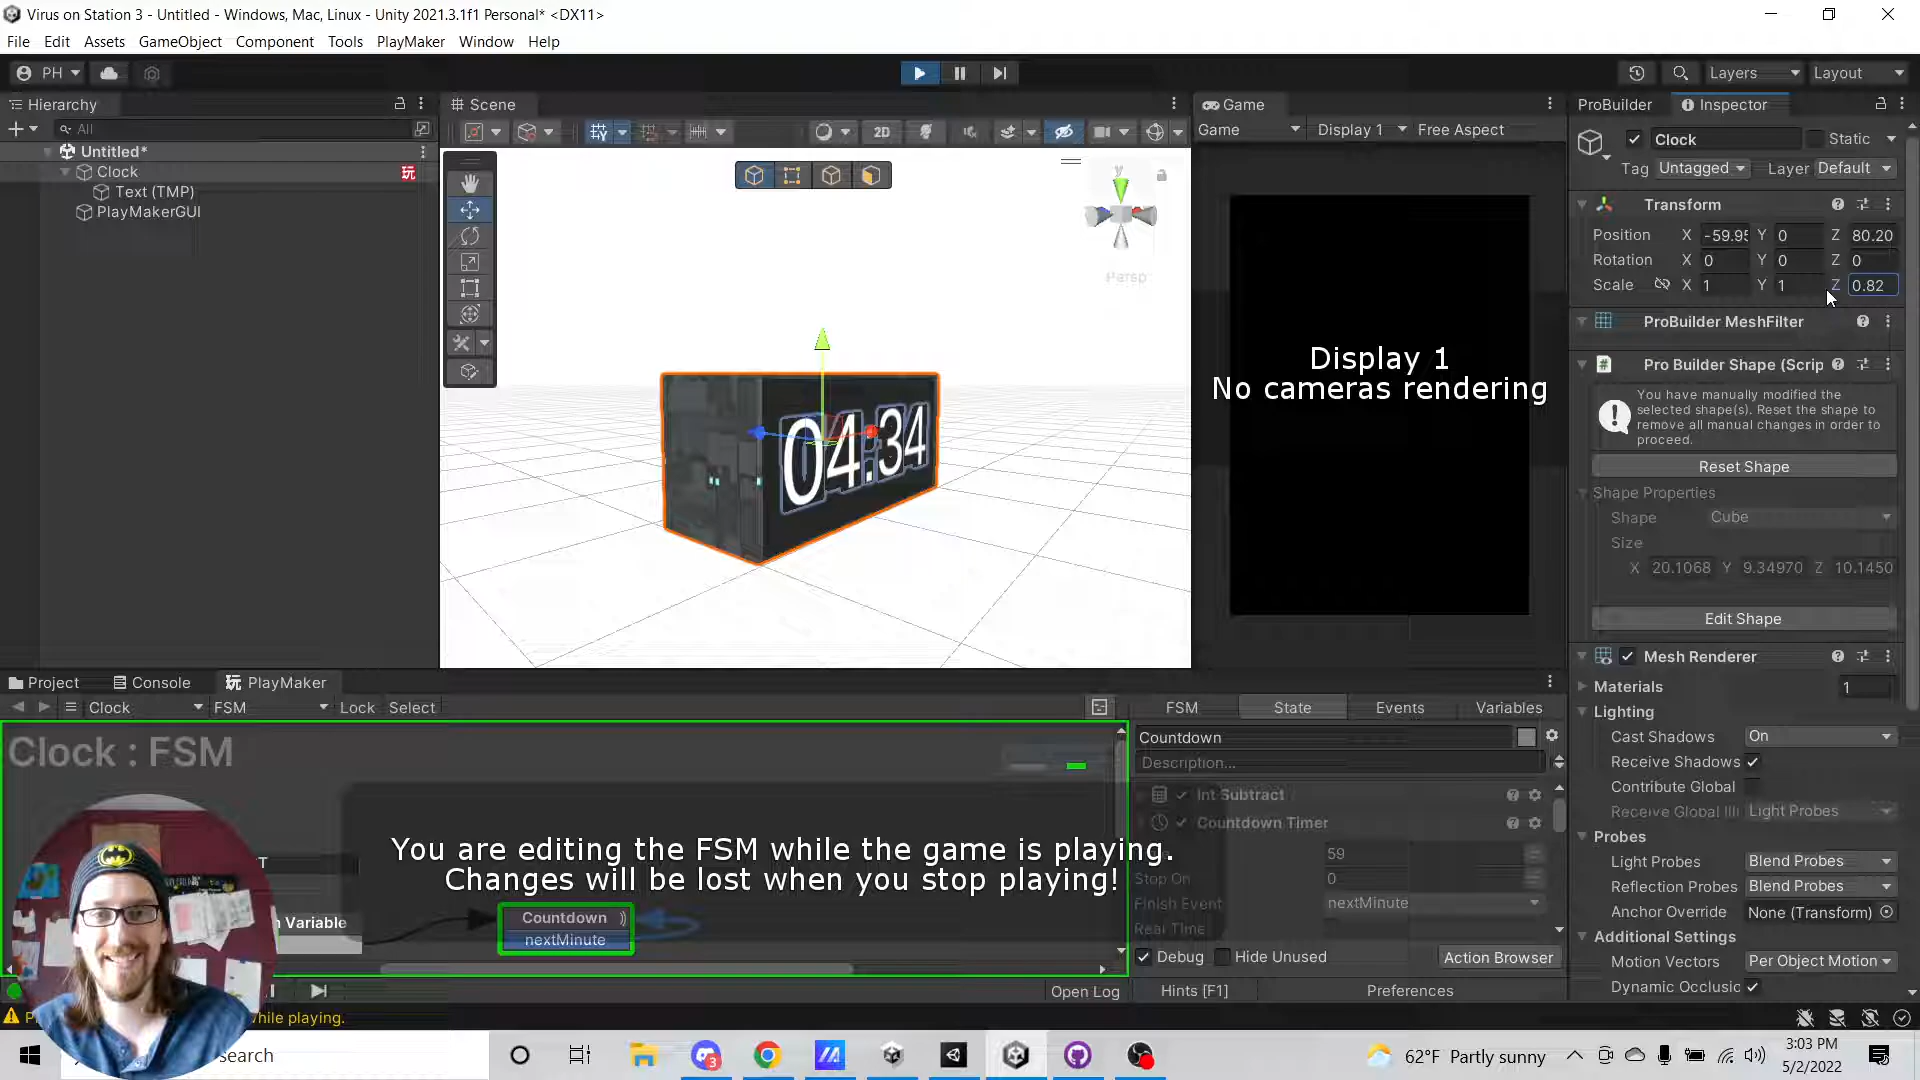 Virus on Station 3 - Untitled - Windows, Mac, Linux - Unity 2021.3.1f1 Personal* <DX11>
File Edit Assets GameObject Component Tools PlayMaker Window Help
PH Layers Layout
Hierarchy
All
Untitled*
Clock
玩
Text (TMP)
PlayMakerGUI
Scene
2D
y
Persp
04:34
Game
Game Display 1 Free Aspect
Display 1
No cameras rendering
ProBuilder Inspector
Clock Static
Tag Untagged Layer Default
Transform
Position X -59.95 Y 0 Z 80.20
Rotation X 0 Y 0 Z 0
Scale X 1 Y 1 Z 0.82
ProBuilder MeshFilter
Pro Builder Shape (Scrip
You have manually modified the
selected shape(s). Reset the shape to
remove all manual changes in order to
proceed.
Reset Shape
Shape Properties
Shape Cube
Size
X 20.1068 Y 9.34970 Z 10.1450
Edit Shape
Mesh Renderer
Materials 1
Lighting
Cast Shadows On
Receive Shadows
Contribute Global
Receive Global Ill Light Probes
Probes
Light Probes Blend Probes
Reflection Probes Blend Probes
Anchor Override None (Transform)
Additional Settings
Motion Vectors Per Object Motion
Dynamic Occlusic
Project Console 玩 PlayMaker
Clock FSM Lock Select
Clock : FSM
You are editing the FSM while the game is playing.
Changes will be lost when you stop playing!
n Variable
Countdown
nextMinute
Open Log
FSM State Events Variables
Countdown
Description...
Int Subtract
Countdown Timer
59
Stop On 0
Finish Event nextMinute
Real Time
Debug Hide Unused Action Browser
Hints [F1] Preferences
while playing.
search
3
62°F Partly sunny
3:03 PM
5/2/2022